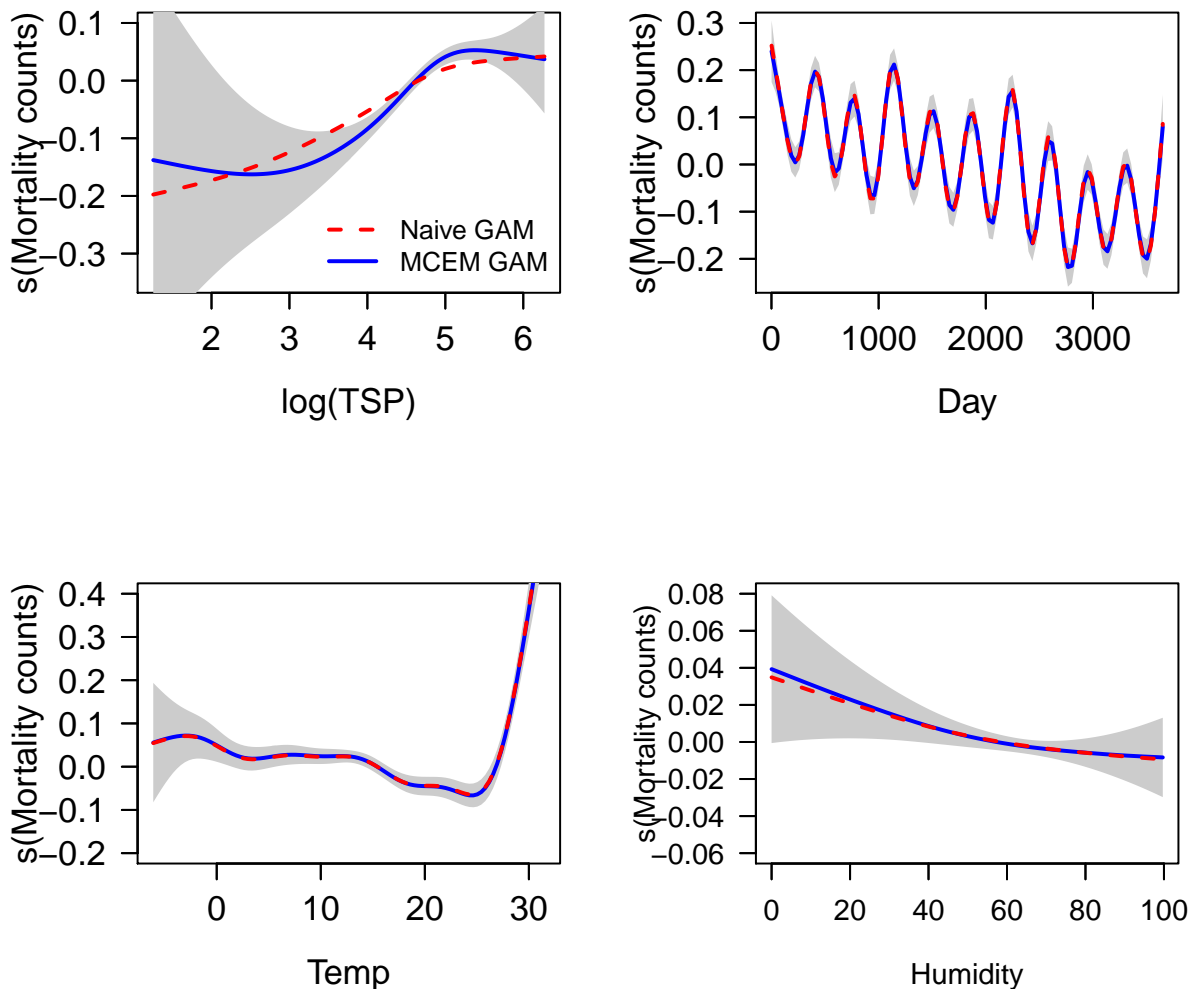 s(Mortality counts)
0.1
0.0
−0.1
−0.2
−0.3
Naive GAM
MCEM GAM
2 3 4 5 6
log(TSP)
s(Mortality counts)
0.3
0.2
0.1
0.0
−0.1
−0.2
0 1000 2000 3000
Day
s(Mortality counts)
0.4
0.3
0.2
0.1
0.0
−0.1
−0.2
0 10 20 30
Temp
s(Mortality counts)
0.08
0.06
0.04
0.02
0.00
−0.02
−0.04
−0.06
0 20 40 60 80 100
Humidity